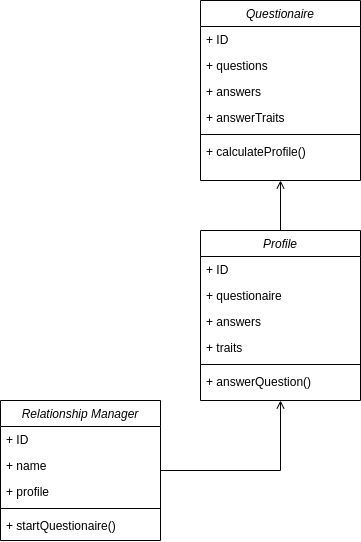 Questionaire
+ ID
+ questions
+ answers
+ answerTraits
+ calculateProfile()
Profile
+ ID
+ questionaire
+ answers
+ traits
+ answerQuestion()
Relationship Manager
+ ID
+ name
+ profile
+ startQuestionaire()